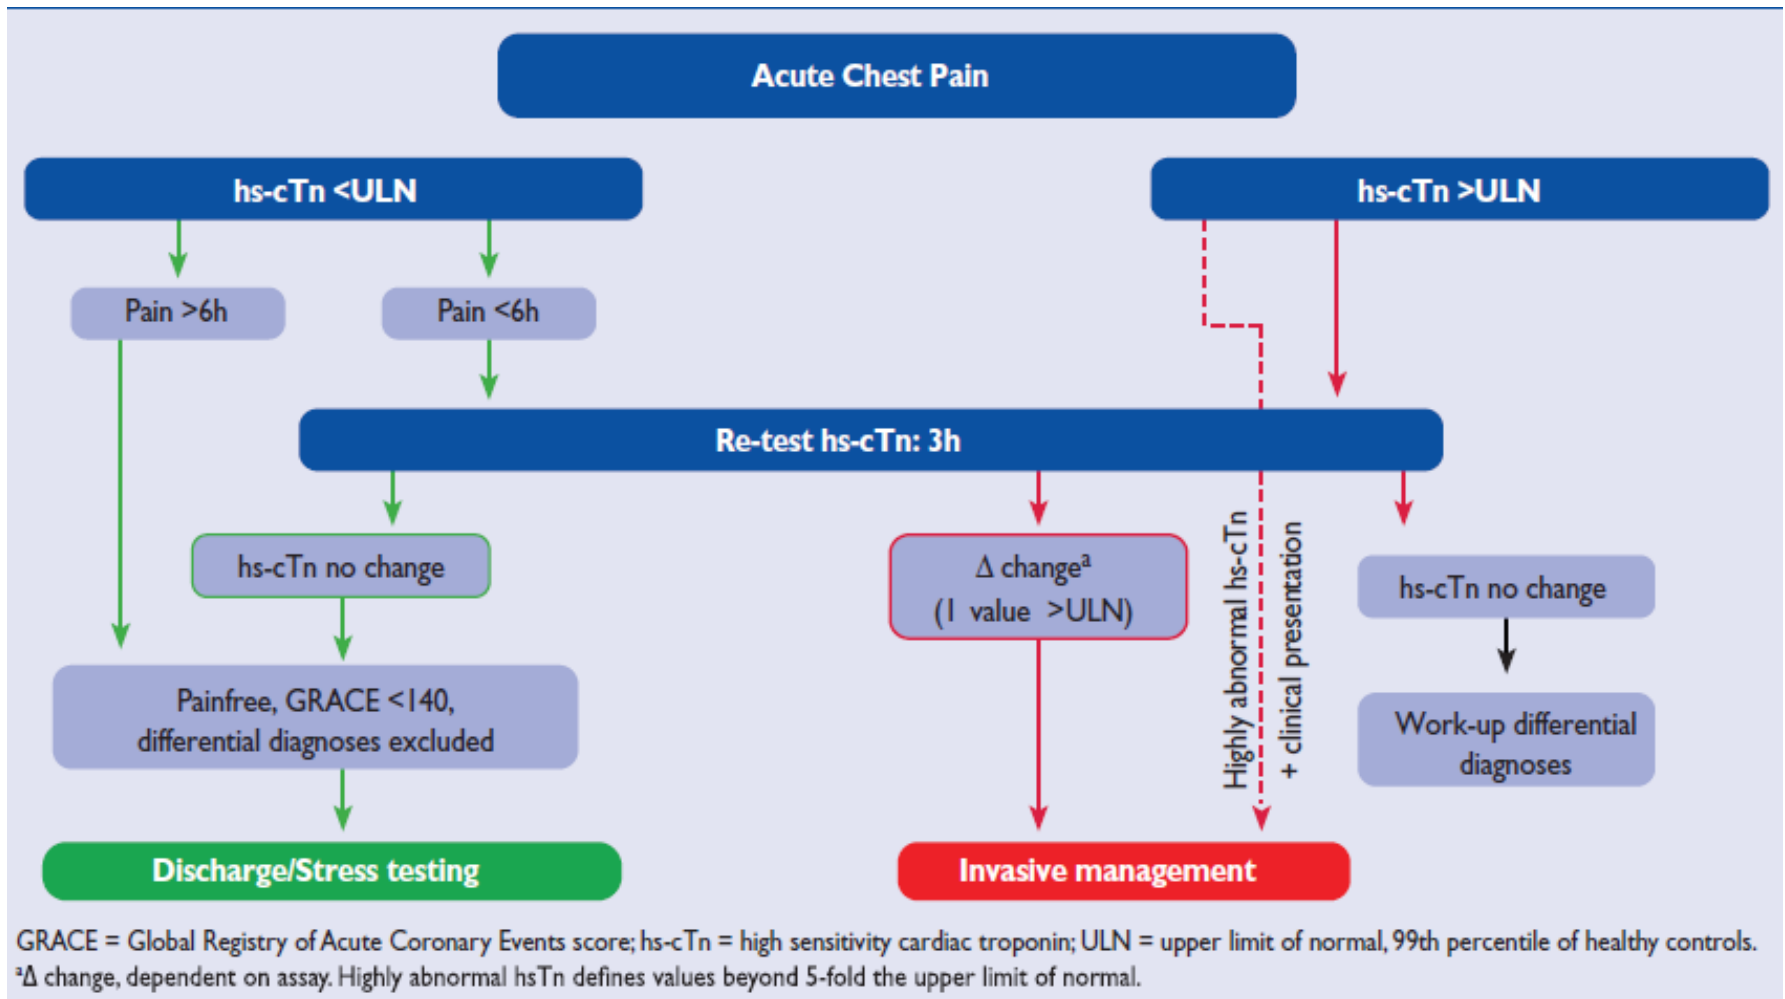 Acute Chest Pain
hs-cTn <ULN
hs-cTn >ULN
Pain >6h
Pain <6h
Re-test hs-cTn: 3h
hs-cTn no change
Δ changeª
(1 value >ULN)
Highly abnormal hs-cTn
+ clinical presentation
hs-cTn no change
Painfree, GRACE <140,
differential diagnoses excluded
Work-up differential
diagnoses
Discharge/Stress testing
Invasive management
GRACE = Global Registry of Acute Coronary Events score; hs-cTn = high sensitivity cardiac troponin; ULN = upper limit of normal, 99th percentile of healthy controls.
ªΔ change, dependent on assay. Highly abnormal hsTn defines values beyond 5-fold the upper limit of normal.